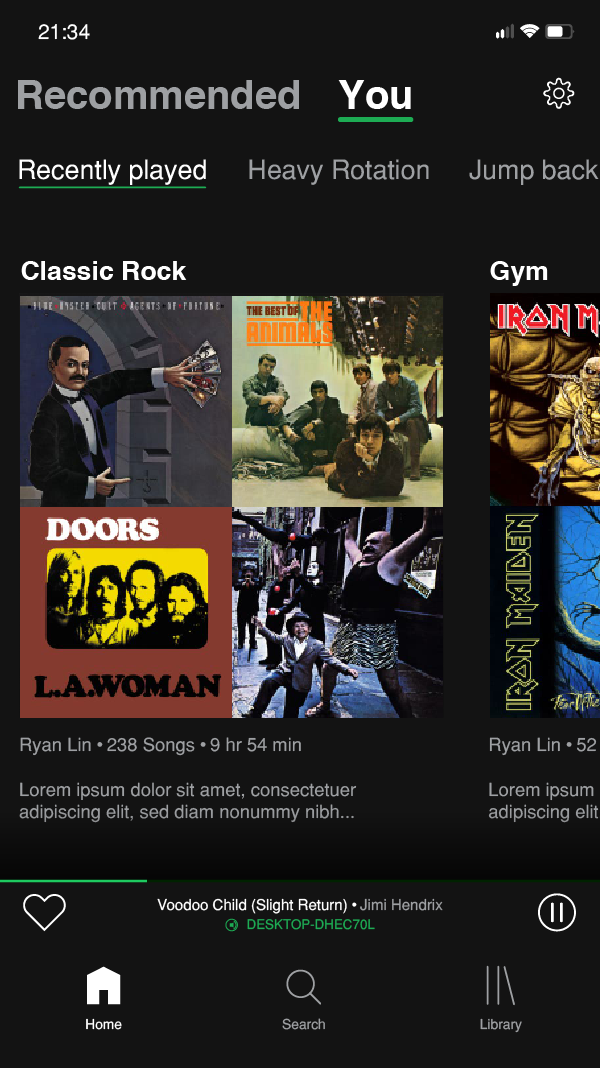 21:34
Recommended You
Recently played Heavy Rotation Jump back
Classic Rock
Gym
BLUE ÖYSTER CULT AGENTS OF FORTUNE
THE BEST OF THE
ANIMALS
DOORS
L.A.WOMAN
IRON M
IRON MAIDEN
Fear Of The
Ryan Lin • 238 Songs • 9 hr 54 min
Lorem ipsum dolor sit amet, consectetuer
adipiscing elit, sed diam nonummy nibh...
Ryan Lin • 52
Lorem ipsum
adipiscing elit
Voodoo Child (Slight Return) • Jimi Hendrix
DESKTOP-DHEC70L
Home Search Library